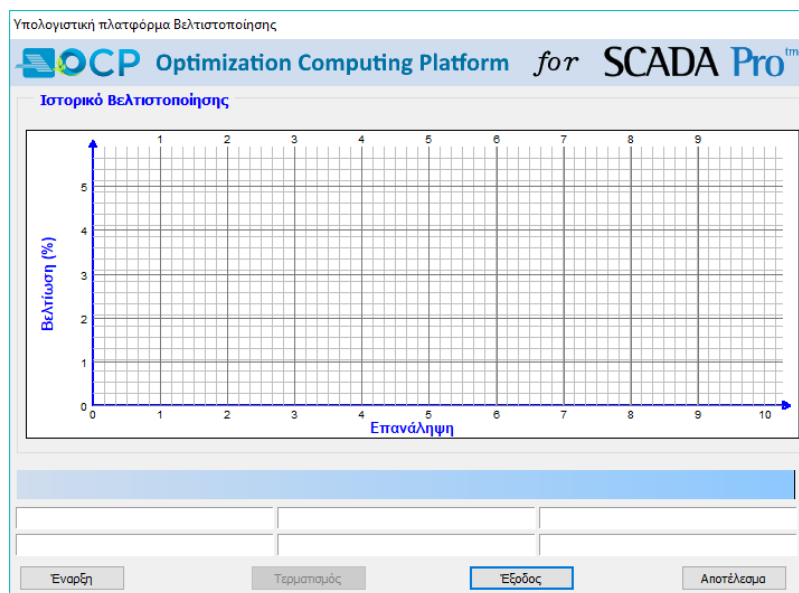 Υπολογιστική πλατφόρμα Βελτιστοποίησης
OCP Optimization Computing Platform for SCADA Pro™
Ιστορικό Βελτιστοποίησης
1 2 3 4 5 6 7 8 9
5
4
3
2
1
0
Βελτίωση (%)
0 1 2 3 4 5 6 7 8 9 10
Επανάληψη
Έναρξη Τερματισμός Έξοδος Αποτέλεσμα